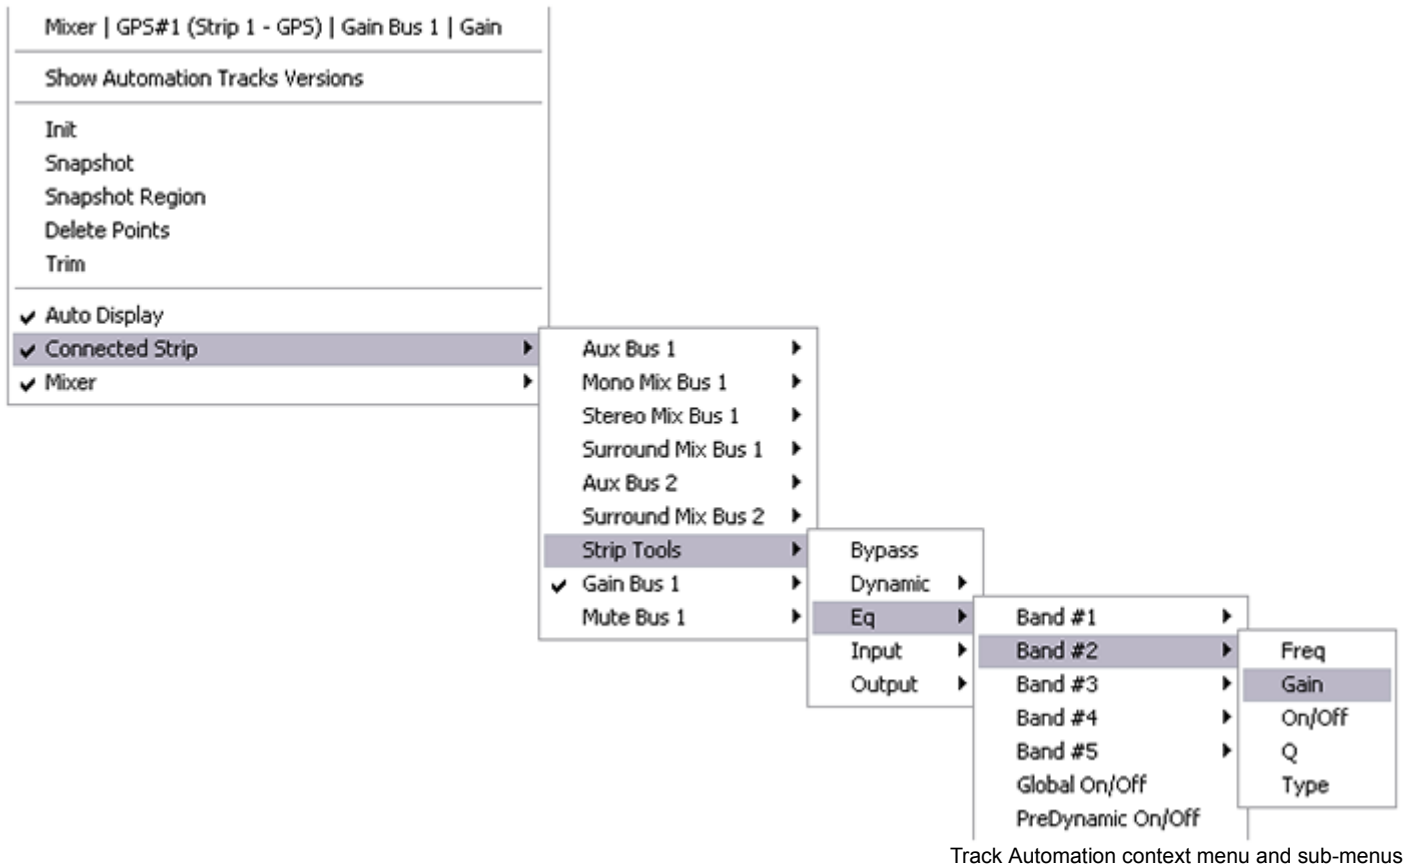 Mixer | GPS#1 (Strip 1 - GPS) | Gain Bus 1 | Gain
Show Automation Tracks Versions
Init
Snapshot
Snapshot Region
Delete Points
Trim
Auto Display
Connected Strip
Mixer
Aux Bus 1
Mono Mix Bus 1
Stereo Mix Bus 1
Surround Mix Bus 1
Aux Bus 2
Surround Mix Bus 2
Strip Tools
Gain Bus 1
Mute Bus 1
Bypass
Dynamic
Eq
Input
Output
Band #1
Band #2
Band #3
Band #4
Band #5
Global On/Off
PreDynamic On/Off
Freq
Gain
On/Off
Q
Type
Track Automation context menu and sub-menus